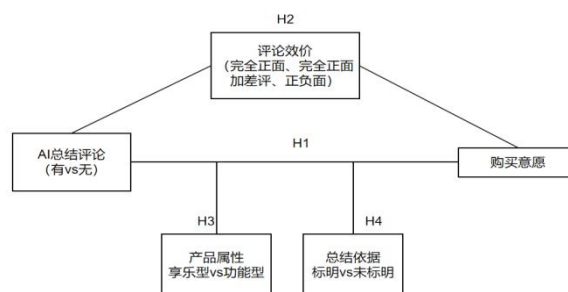 H2
评论效价
（完全正面、完全正面
加差评、正负面）
AI总结评论
（有vs无）
H1
购买意愿
H3
H4
产品属性
享乐型vs功能型
总结依据
标明vs未标明